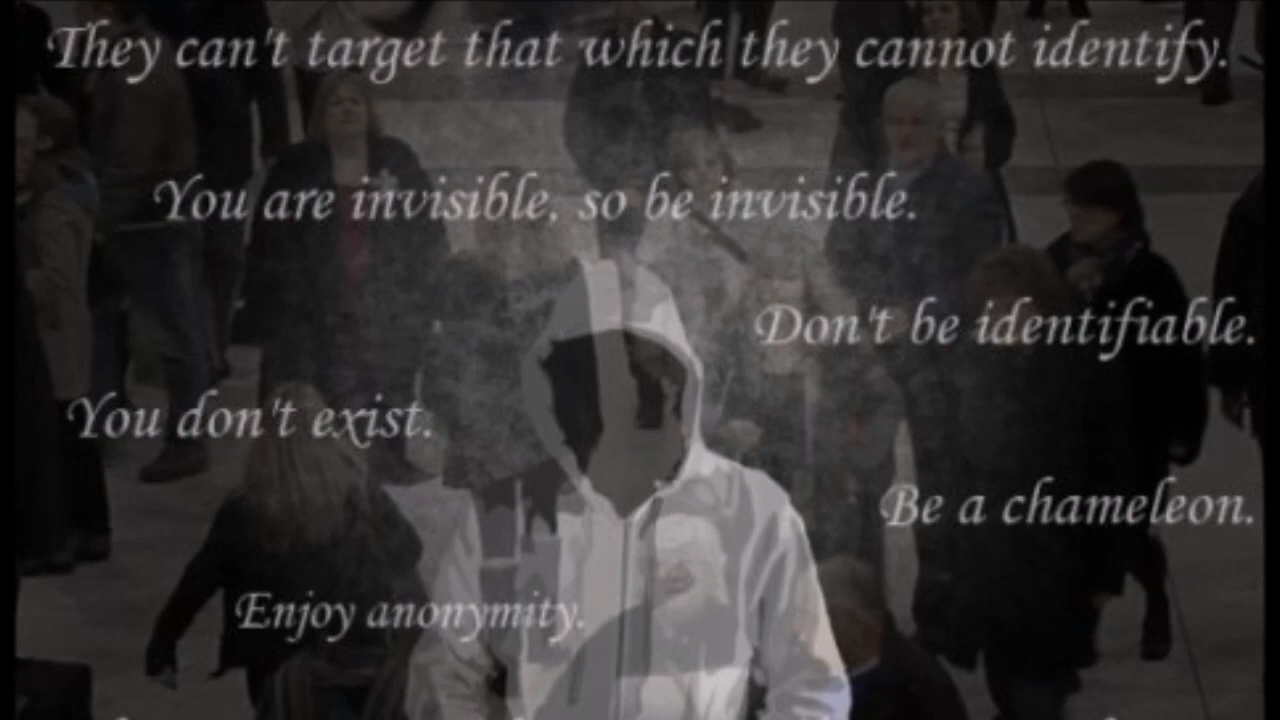 They can't target that which they cannot identify.
You are invisible, so be invisible.
Don't be identifiable.
You don't exist.
Be a chameleon.
Enjoy anonymity.